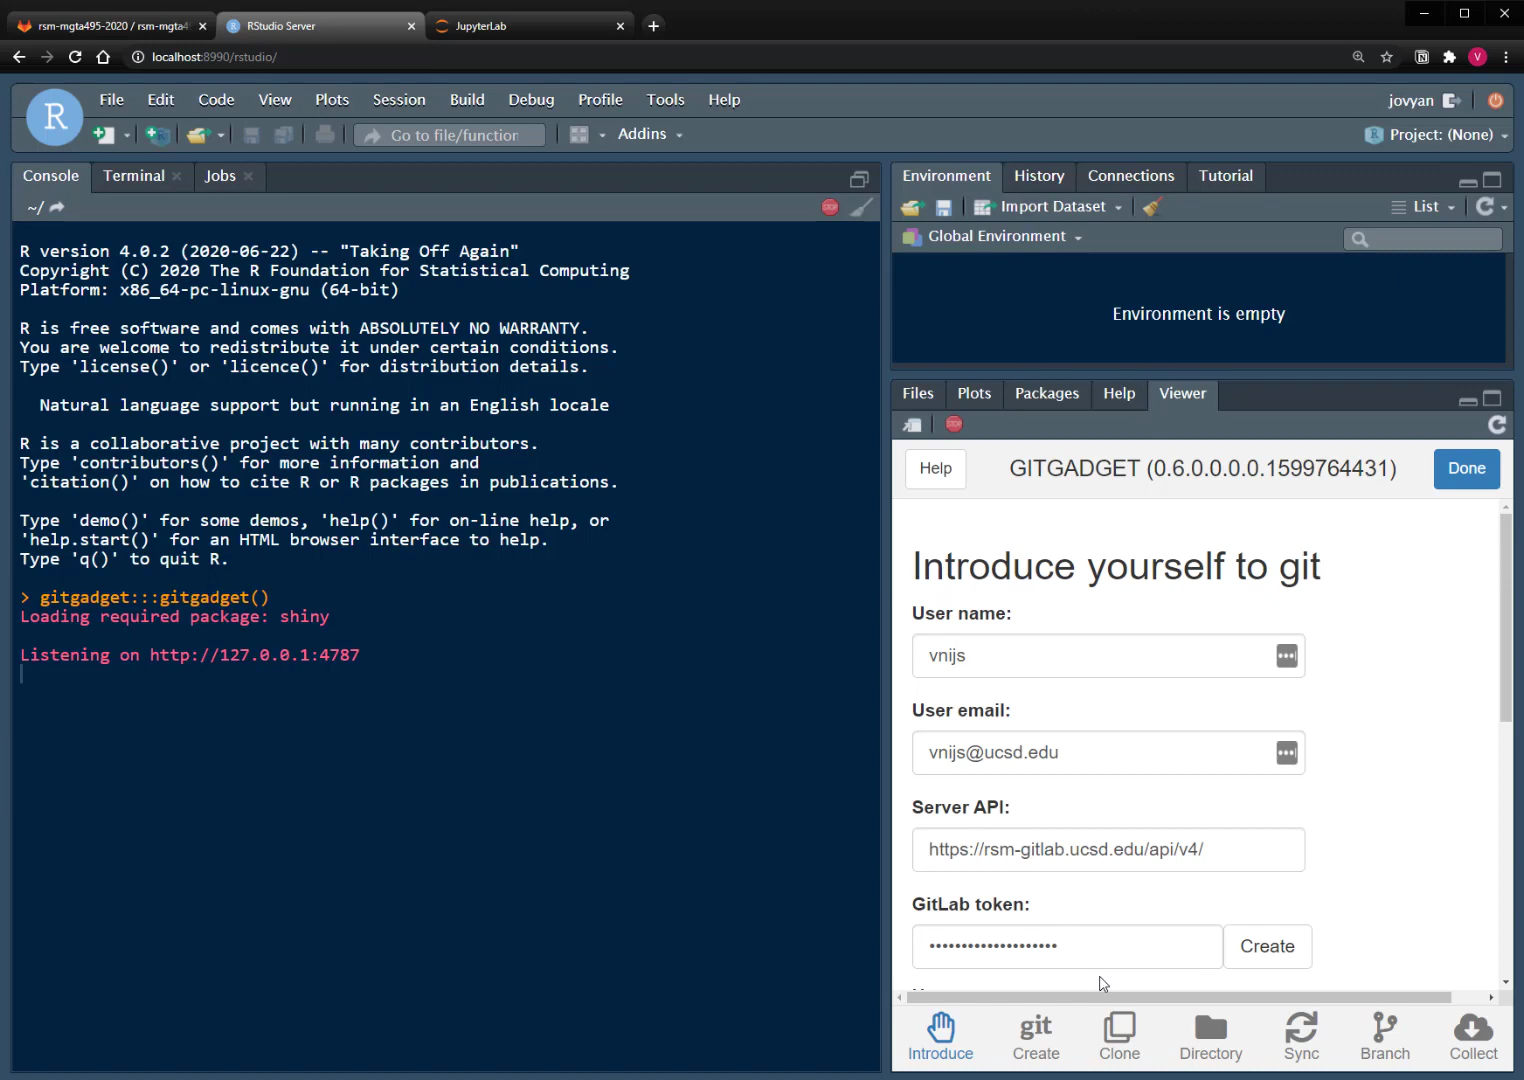 rsm-mgta495-2020 / rsm-mgta4
RStudio Server
JupyterLab
localhost:8990/rstudio/
V
R
File Edit Code View Plots Session Build Debug Profile Tools Help
jovyan
Go to file/function
Addins
Project: (None)
Console Terminal Jobs
~/
R version 4.0.2 (2020-06-22) -- "Taking Off Again"
Copyright (C) 2020 The R Foundation for Statistical Computing
Platform: x86_64-pc-linux-gnu (64-bit)
R is free software and comes with ABSOLUTELY NO WARRANTY.
You are welcome to redistribute it under certain conditions.
Type 'license()' or 'licence()' for distribution details.
Natural language support but running in an English locale
R is a collaborative project with many contributors.
Type 'contributors()' for more information and
'citation()' on how to cite R or R packages in publications.
Type 'demo()' for some demos, 'help()' for on-line help, or
'help.start()' for an HTML browser interface to help.
Type 'q()' to quit R.
> gitgadget:::gitgadget()
Loading required package: shiny
Listening on http://127.0.0.1:4787
Environment History Connections Tutorial
Import Dataset
List
Global Environment
Environment is empty
Files Plots Packages Help Viewer
Help
GITGADGET (0.6.0.0.0.1599764431)
Done
Introduce yourself to git
User name:
vnijs
User email:
vnijs@ucsd.edu
Server API:
https://rsm-gitlab.ucsd.edu/api/v4/
GitLab token:
••••••••••••••••••••
Create
Introduce
git
Create
Clone
Directory
Sync
Branch
Collect